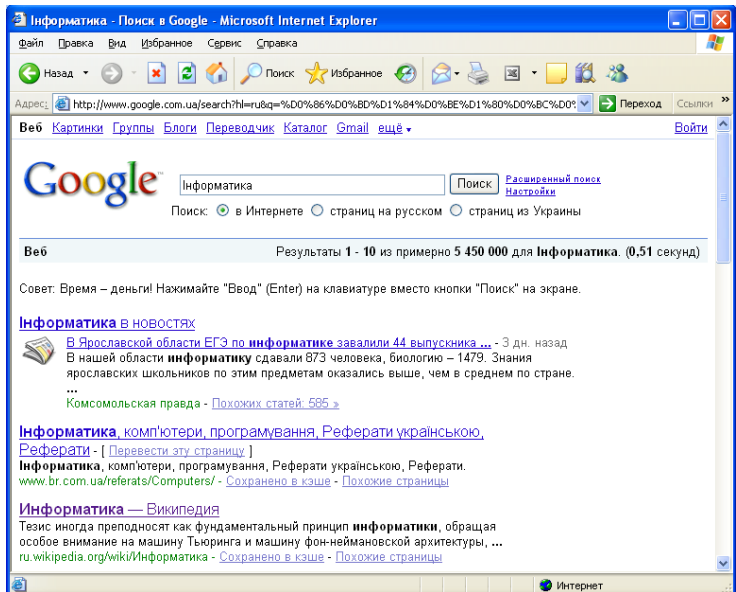 Інформатика - Поиск в Google - Microsoft Internet Explorer
Файл Правка Вид Избранное Сервис Справка
Назад Поиск Избранное
Адрес: http://www.google.com.ua/search?hl=ru&q=%D0%86%D0%BD%D1%84%D0%BE%D1%80%D0%BC%D0% Переход Ссылки »
Веб Картинки Группы Блоги Переводчик Каталог Gmail ещё Войти
Google™
Інформатика Поиск Расширенный поиск
Настройки
Поиск: в Интернете страниц на русском страниц из Украины
Веб Результаты 1 - 10 из примерно 5 450 000 для Інформатика. (0,51 секунд)
Совет: Время – деньги! Нажимайте "Ввод" (Enter) на клавиатуре вместо кнопки "Поиск" на экране.
Інформатика в новостях
В Ярославской области ЕГЭ по информатике завалили 44 выпускника ... - 3 дн. назад
В нашей области информатику сдавали 873 человека, биологию – 1479. Знания
ярославских школьников по этим предметам оказались выше, чем в среднем по стране.
...
Комсомольская правда - Похожих статей: 585 »
Інформатика, комп'ютери, програмування, Реферати українською,
Реферати - [ Перевести эту страницу ]
Інформатика, комп'ютери, програмування, Реферати українською, Реферати.
www.br.com.ua/referats/Computers/ - Сохранено в кэше - Похожие страницы
Информатика — Википедия
Тезис иногда преподносят как фундаментальный принцип информатики, обращая
особое внимание на машину Тьюринга и машину фон-неймановской архитектуры, ...
ru.wikipedia.org/wiki/Информатика - Сохранено в кэше - Похожие страницы
Интернет